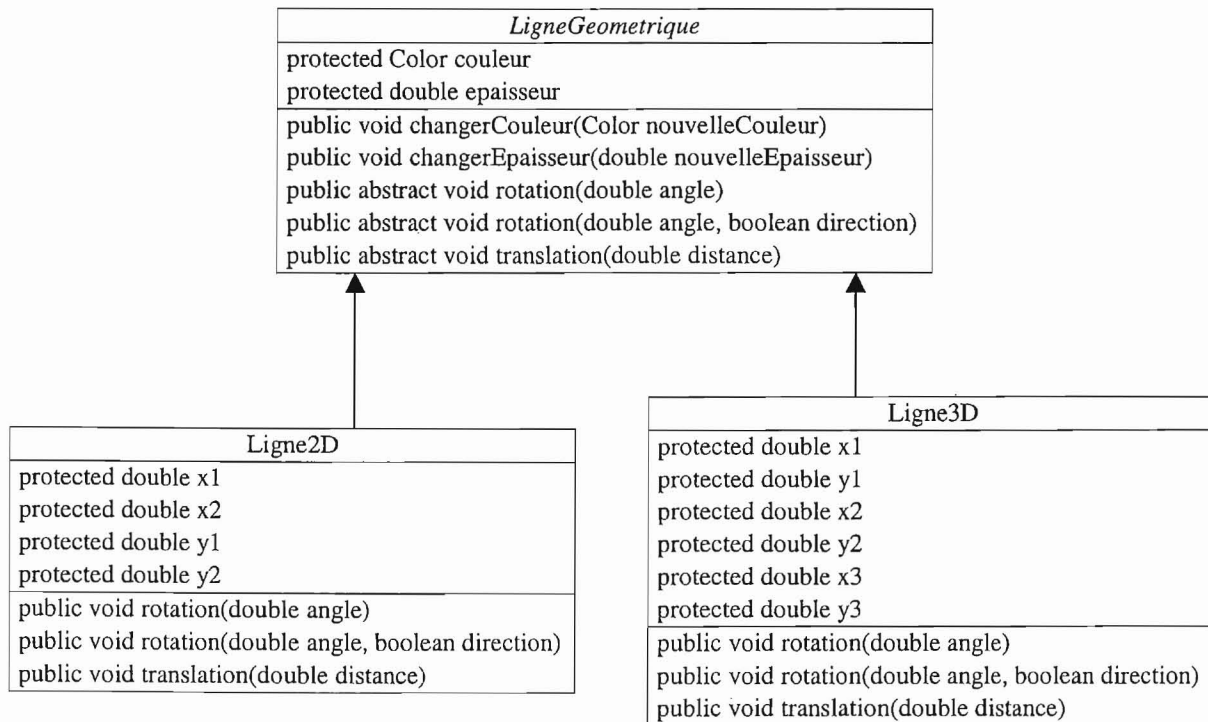 LigneGeometrique
protected Color couleur
protected double epaisseur
public void changerCouleur(Color nouvelleCouleur)
public void changerEpaisseur(double nouvelleEpaisseur)
public abstract void rotation(double angle)
public abstract void rotation(double angle, boolean direction)
public abstract void translation(double distance)
Ligne2D
protected double x1
protected double x2
protected double y1
protected double y2
public void rotation(double angle)
public void rotation(double angle, boolean direction)
public void translation(double distance)
Ligne3D
protected double x1
protected double y1
protected double x2
protected double y2
protected double x3
protected double y3
public void rotation(double angle)
public void rotation(double angle, boolean direction)
public void translation(double distance)